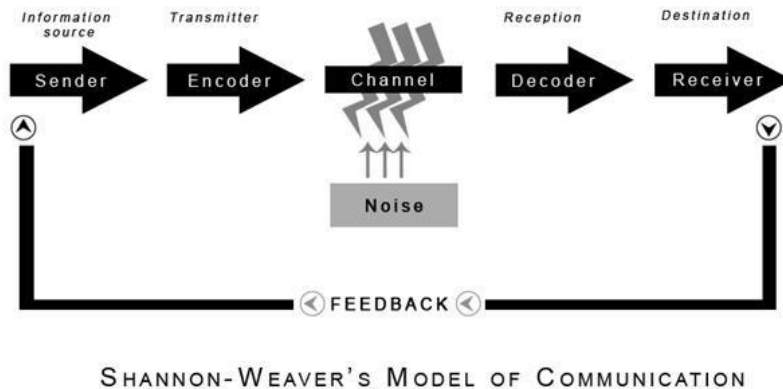 Information
source
Transmitter
Reception
Destination
Sender
Encoder
Channel
Decoder
Receiver
Noise
FEEDBACK
SHANNON-WEAVER'S MODEL OF COMMUNICATION